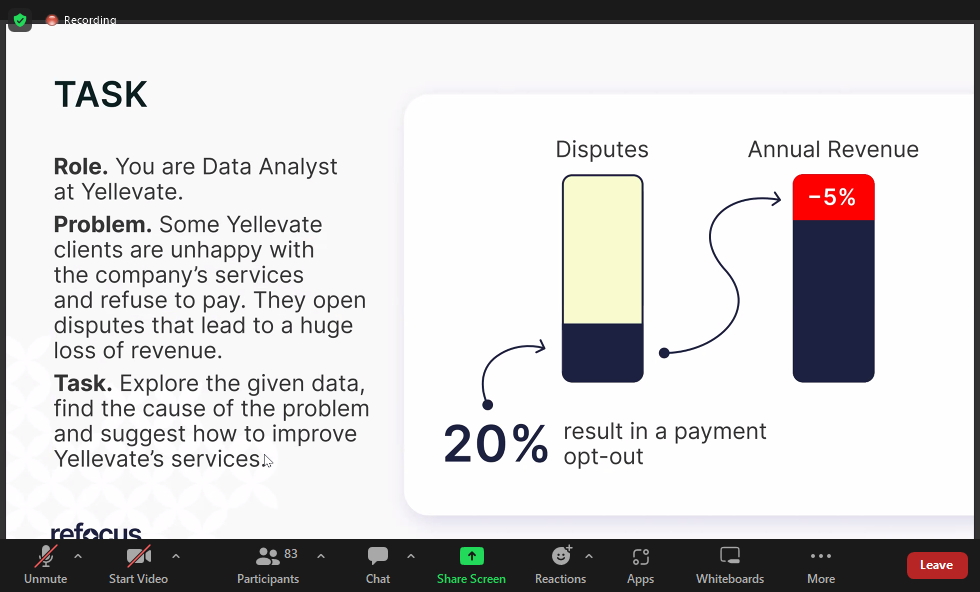 Recording
TASK
Role. You are Data Analyst
at Yellevate.
Problem. Some Yellevate
clients are unhappy with
the company's services
and refuse to pay. They open
disputes that lead to a huge
loss of revenue.
Task. Explore the given data,
find the cause of the problem
and suggest how to improve
Yellevate's services.
Disputes
Annual Revenue
−5%
20%
result in a payment
opt-out
refocus
83
Unmute
Start Video
Participants
Chat
Share Screen
Reactions
Apps
Whiteboards
More
Leave